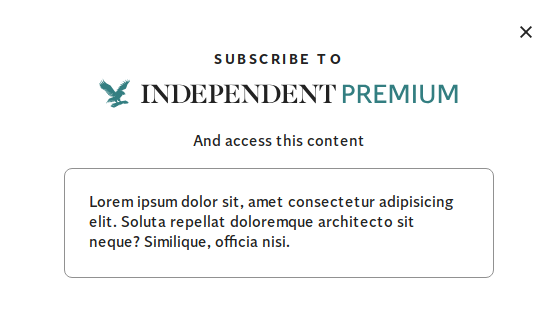 SUBSCRIBE TO
INDEPENDENT PREMIUM
And access this content
Lorem ipsum dolor sit, amet consectetur adipisicing
elit. Soluta repellat doloremque architecto sit
neque? Similique, officia nisi.